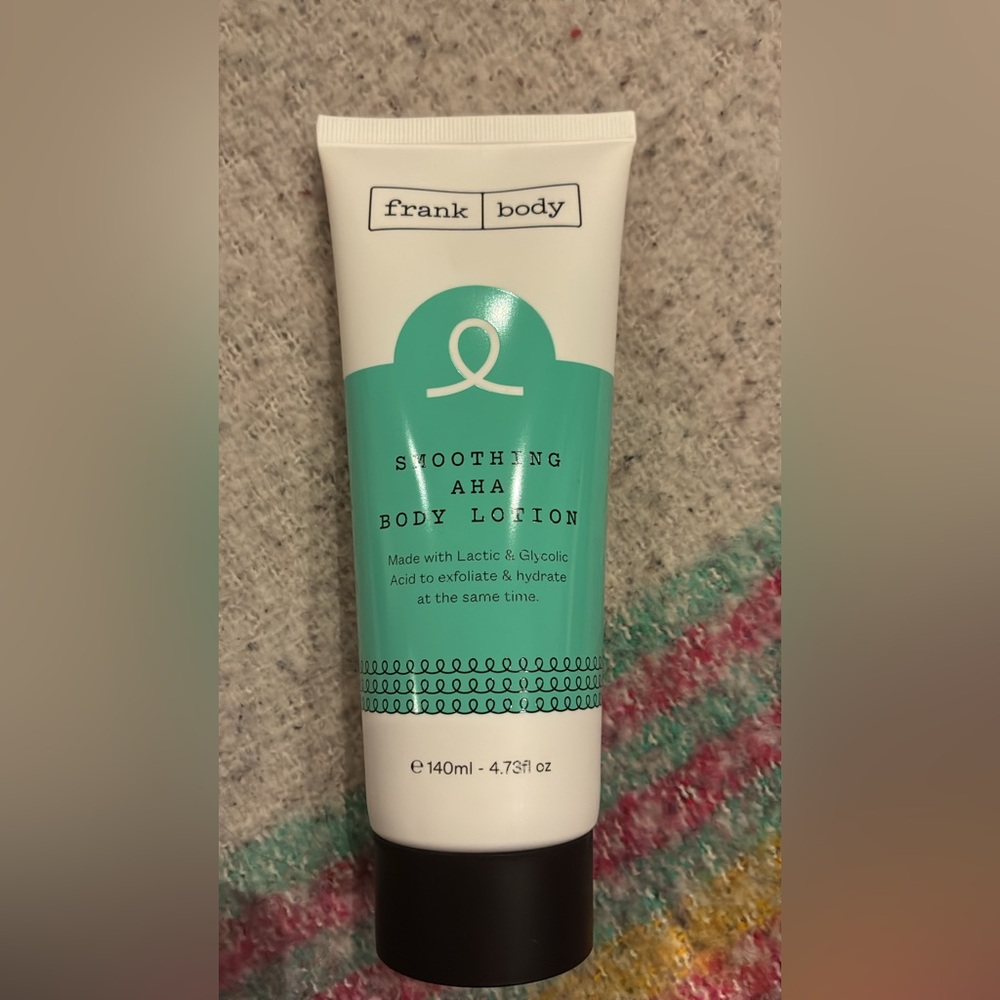 frank body
SMOOTHING
AHA
BODY LOTION
Made with Lactic & Glycolic
Acid to exfoliate & hydrate
at the same time.
℮ 140ml - 4.73fl oz